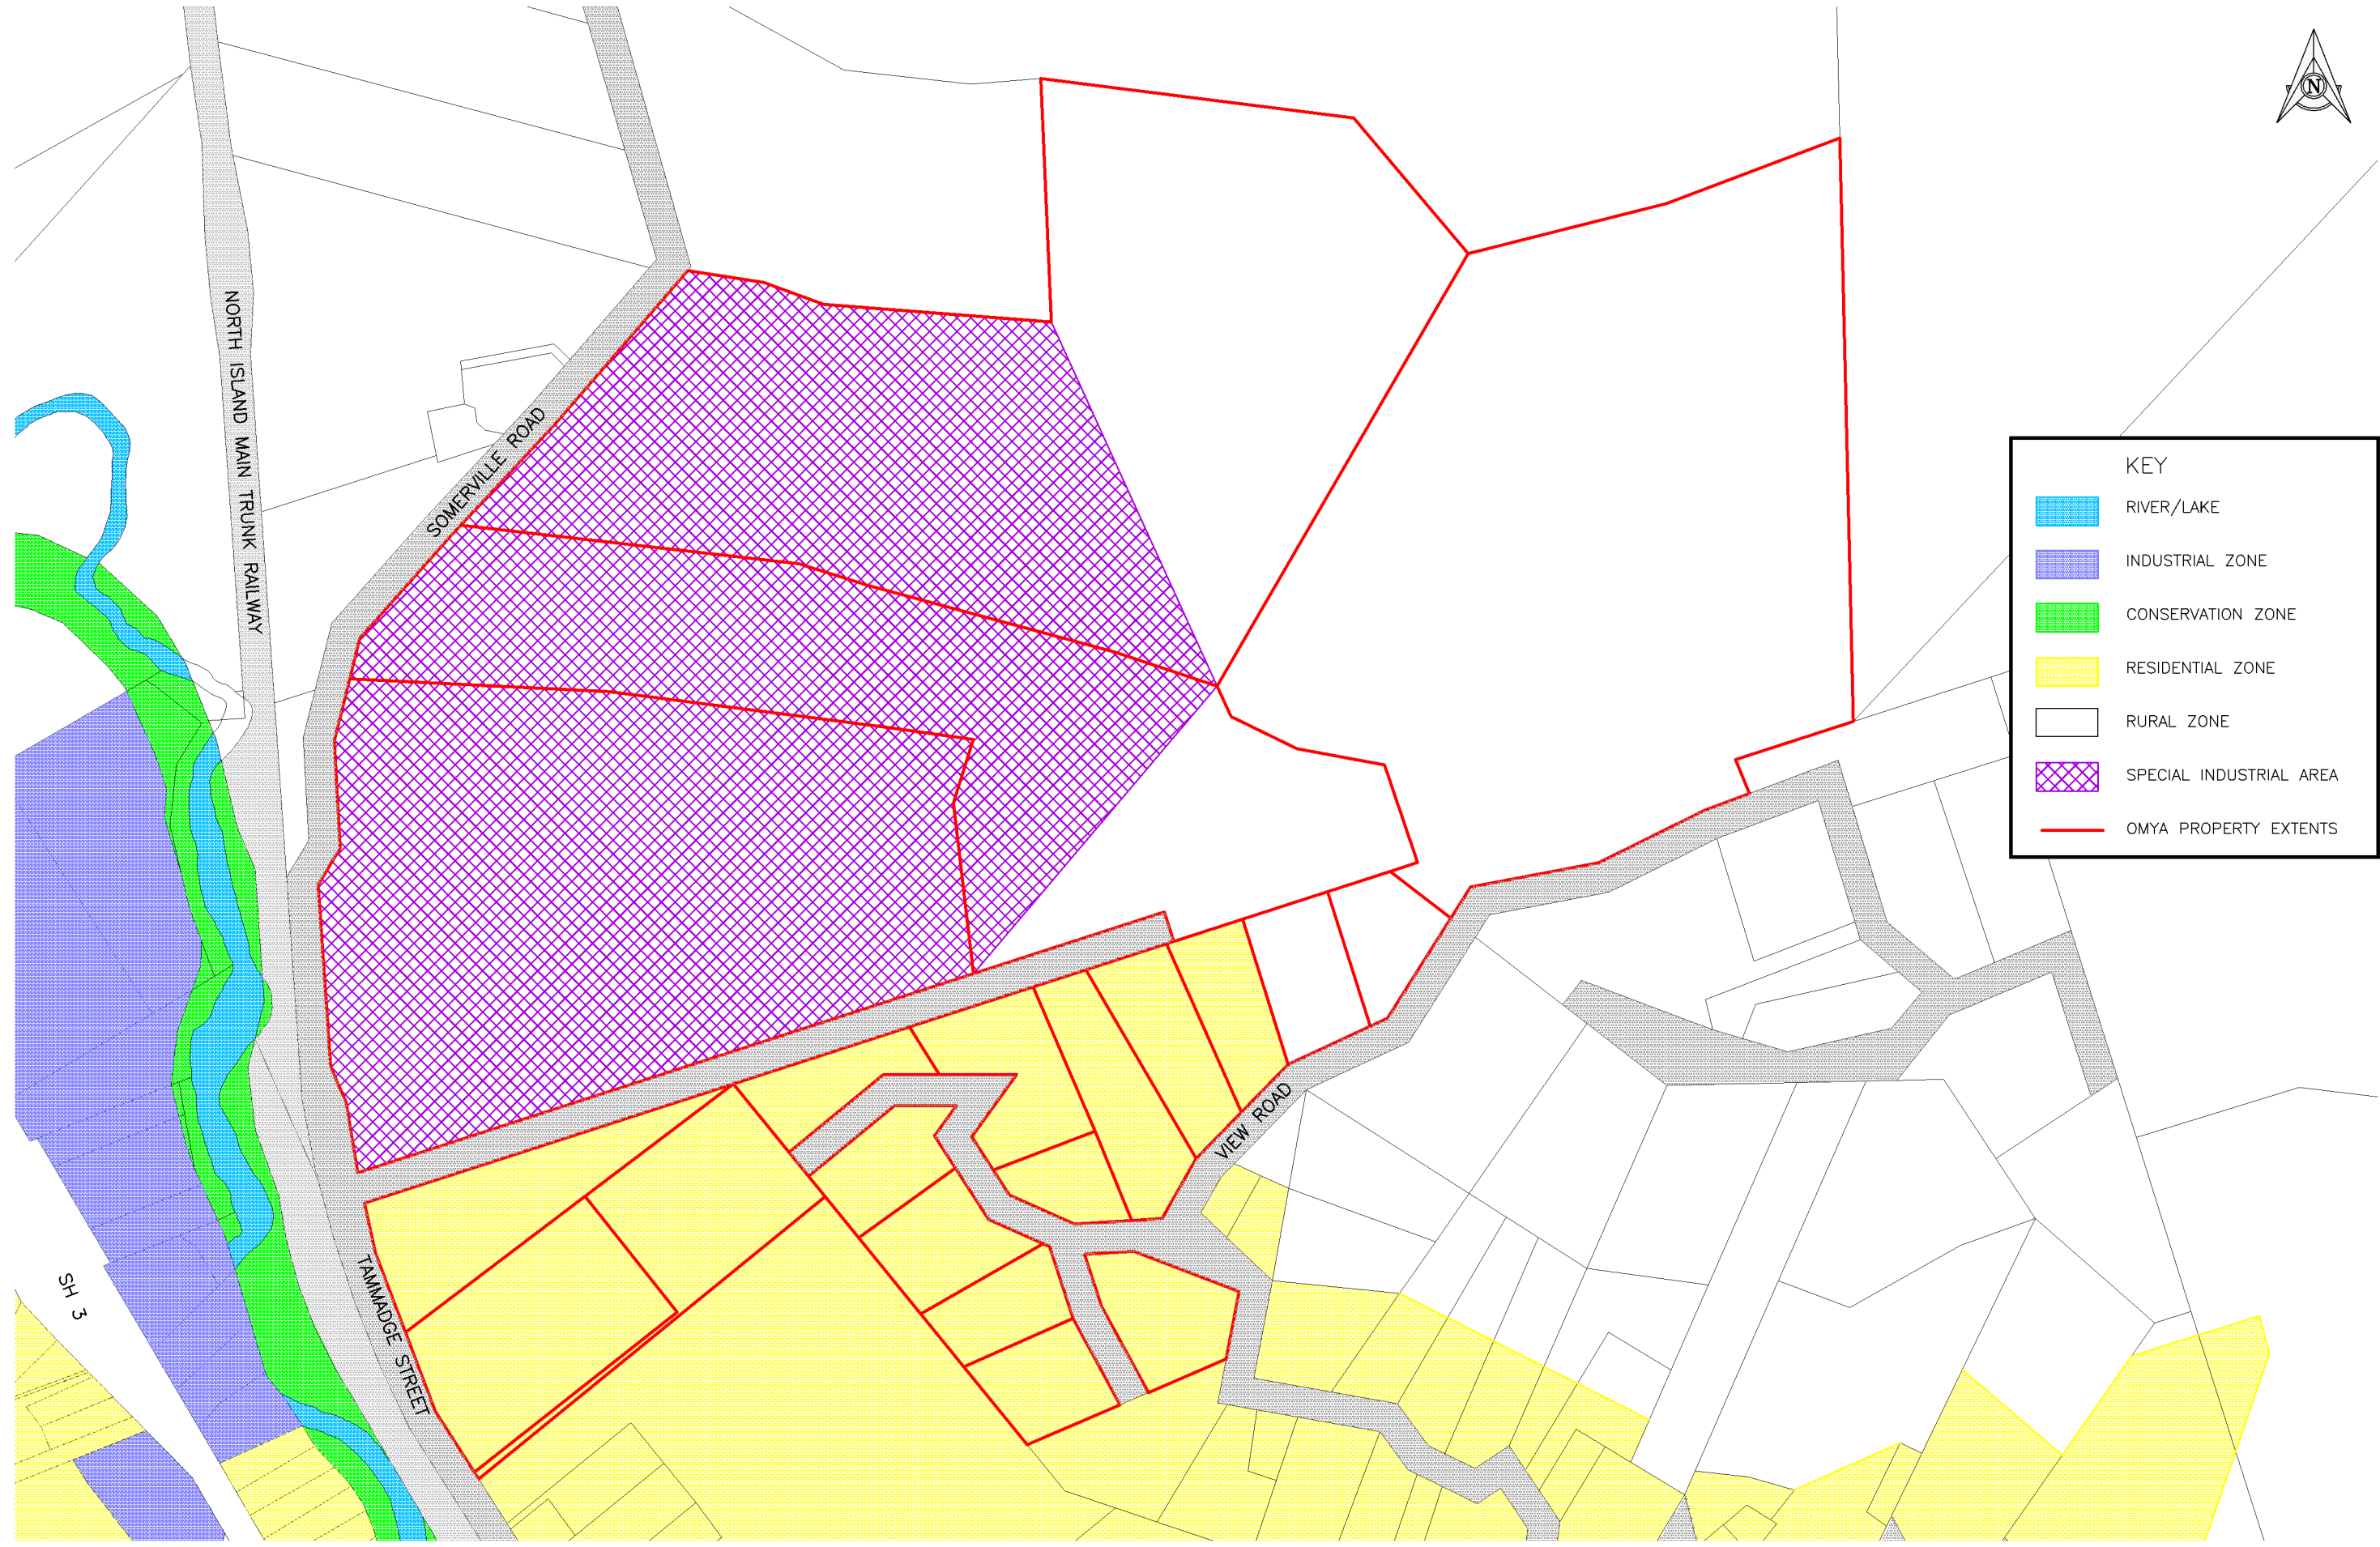 N
NORTH ISLAND MAIN TRUNK RAILWAY
SOMERVILLE ROAD
KEY
RIVER/LAKE
INDUSTRIAL ZONE
CONSERVATION ZONE
RESIDENTIAL ZONE
RURAL ZONE
SPECIAL INDUSTRIAL AREA
OMYA PROPERTY EXTENTS
VIEW ROAD
TAMMADGE STREET
SH 3